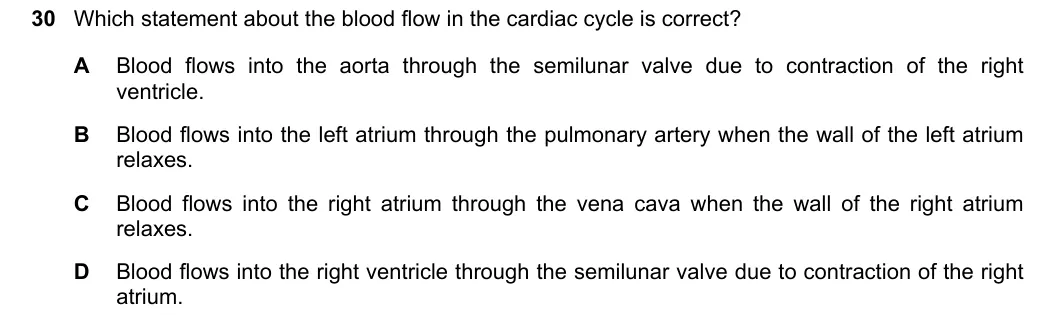 30 Which statement about the blood flow in the cardiac cycle is correct?
A Blood flows into the aorta through the semilunar valve due to contraction of the right
ventricle.
B Blood flows into the left atrium through the pulmonary artery when the wall of the left atrium
relaxes.
C Blood flows into the right atrium through the vena cava when the wall of the right atrium
relaxes.
D Blood flows into the right ventricle through the semilunar valve due to contraction of the right
atrium.